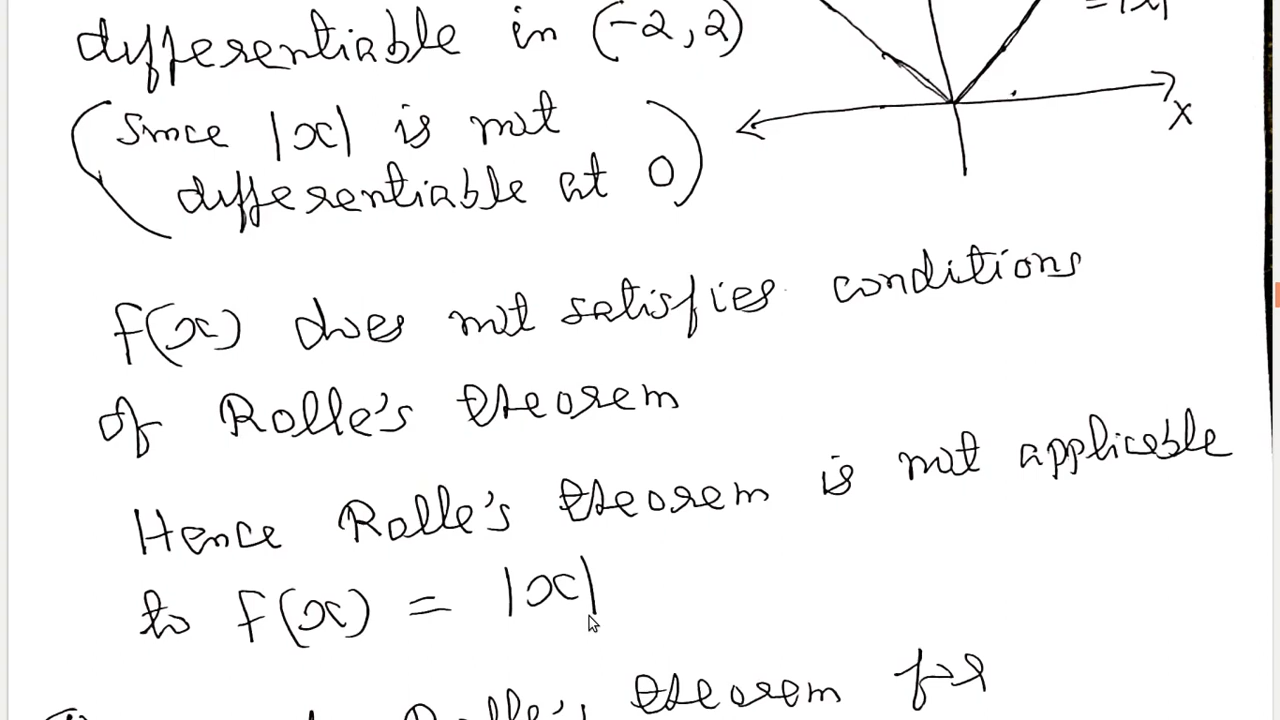 differentiable in (-2, 2)
= |x|
(Since |x| is not
differentiable at 0)
X
f(x) does not satisfies conditions
of Rolle's theorem
Hence Rolle's theorem is not applicable
to f(x) = |x|
Rolle's theorem for